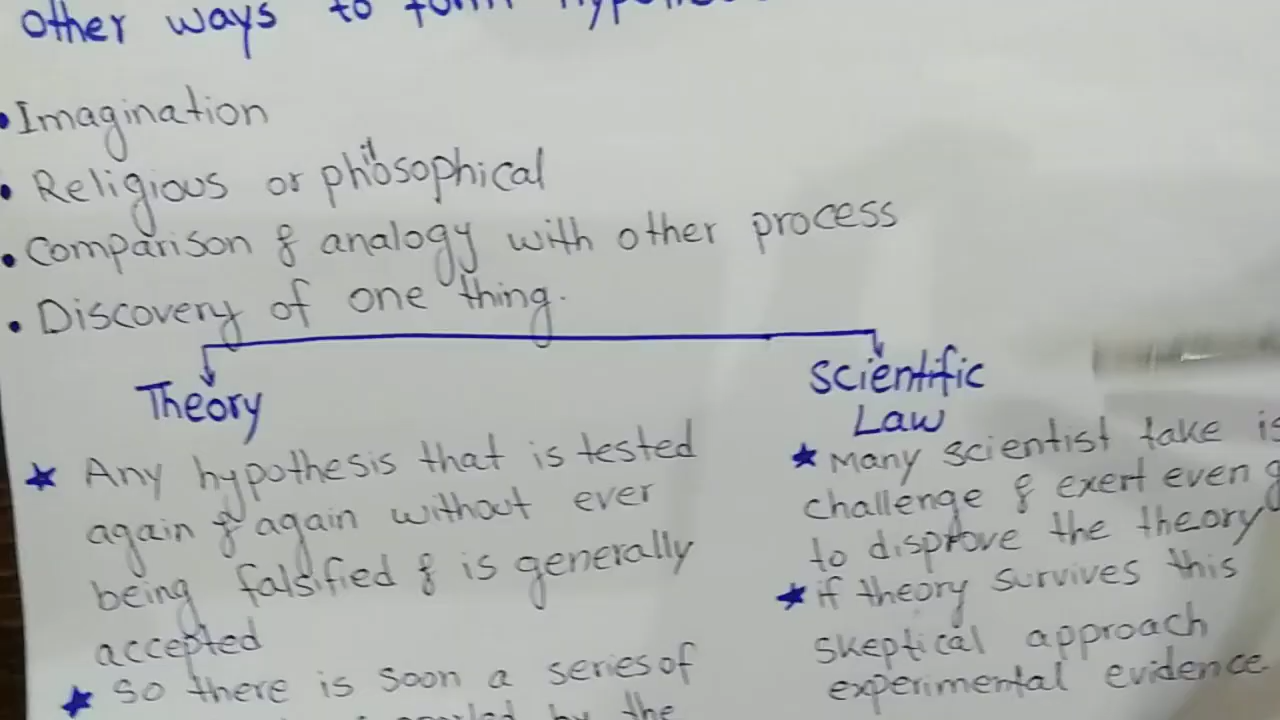 other ways to form
• Imagination
• Religious or philosophical
• Comparison & analogy with other process
• Discovery of one thing.
Theory
★ Any hypothesis that is tested
again & again without ever
being falsified & is generally
accepted
★ So there is soon a series of
by the
Scientific
Law
★ Many scientist take
challenge & exert even
to disprove the theory
★ if theory survives this
skeptical approach
experimental evidence